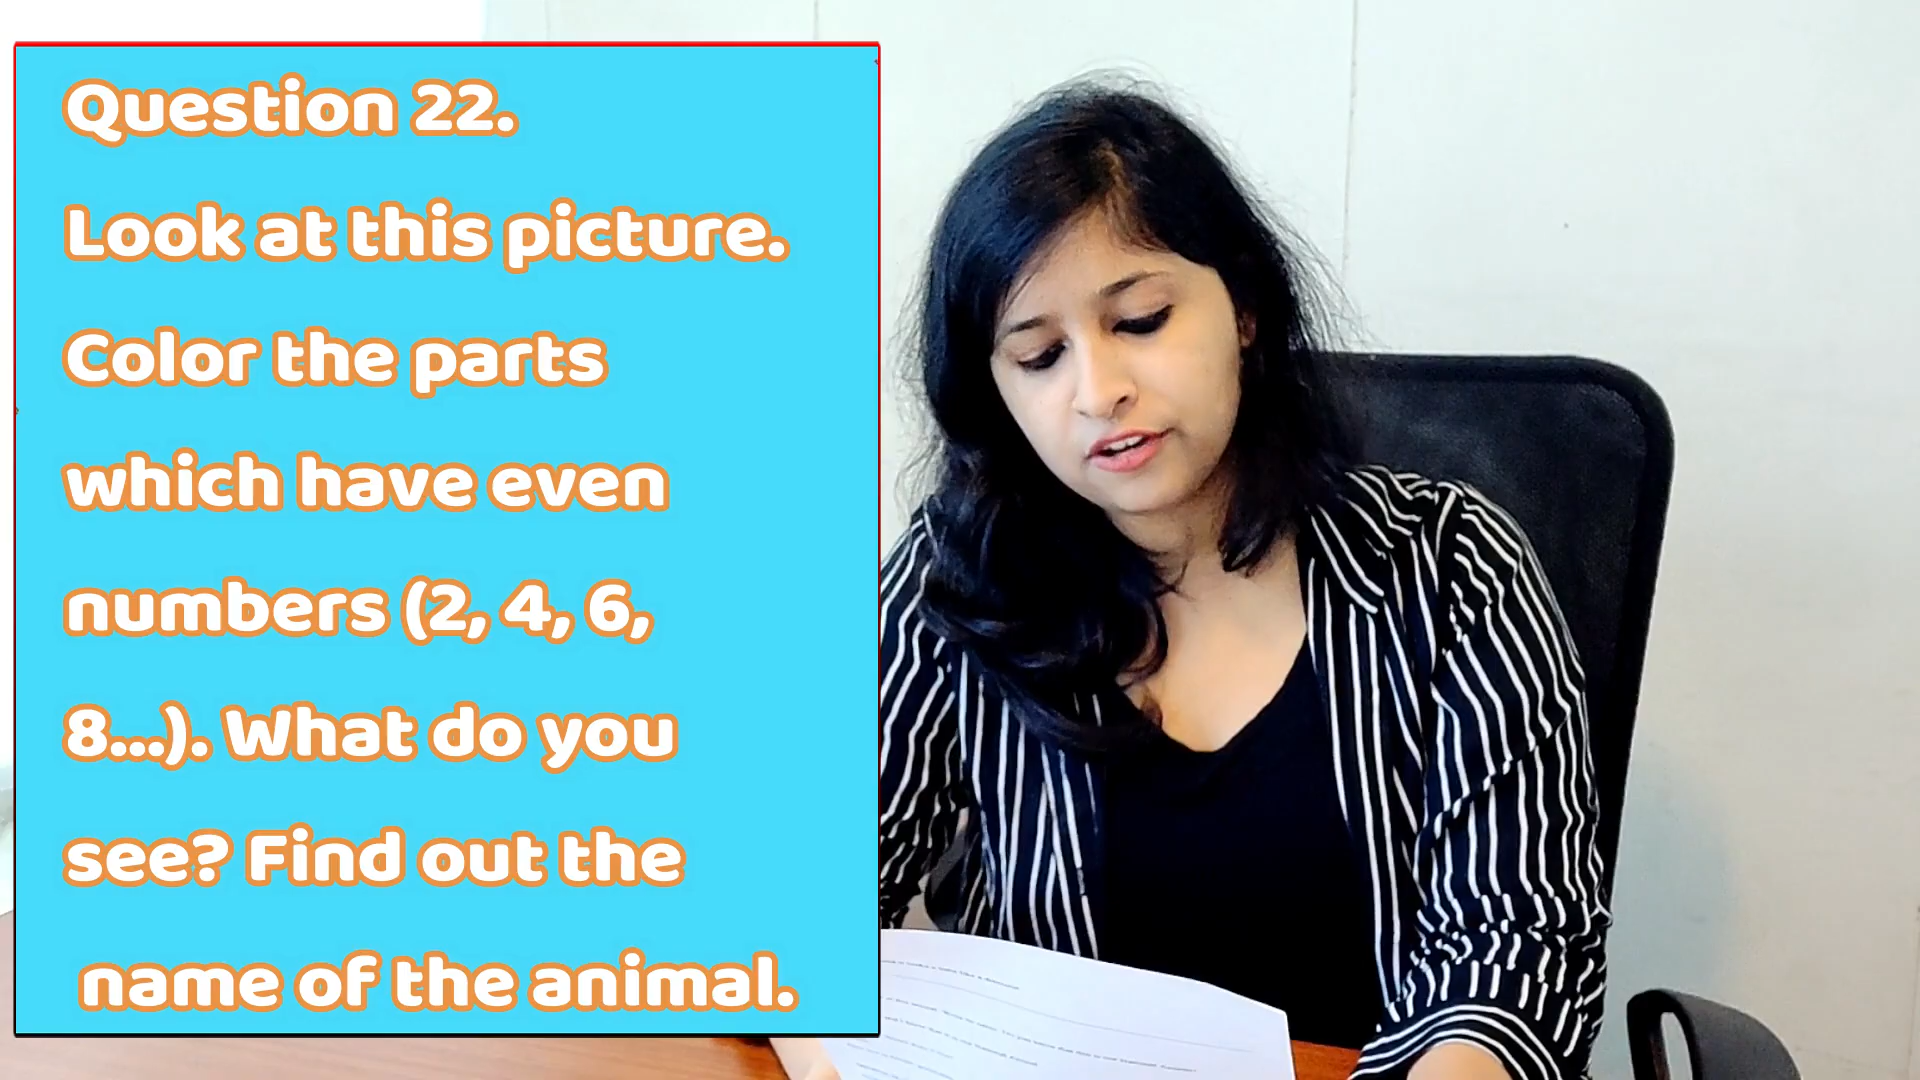 Question 22.
Look at this picture.
Color the parts
which have even
numbers (2, 4, 6,
8...). What do you
see? Find out the
name of the animal.